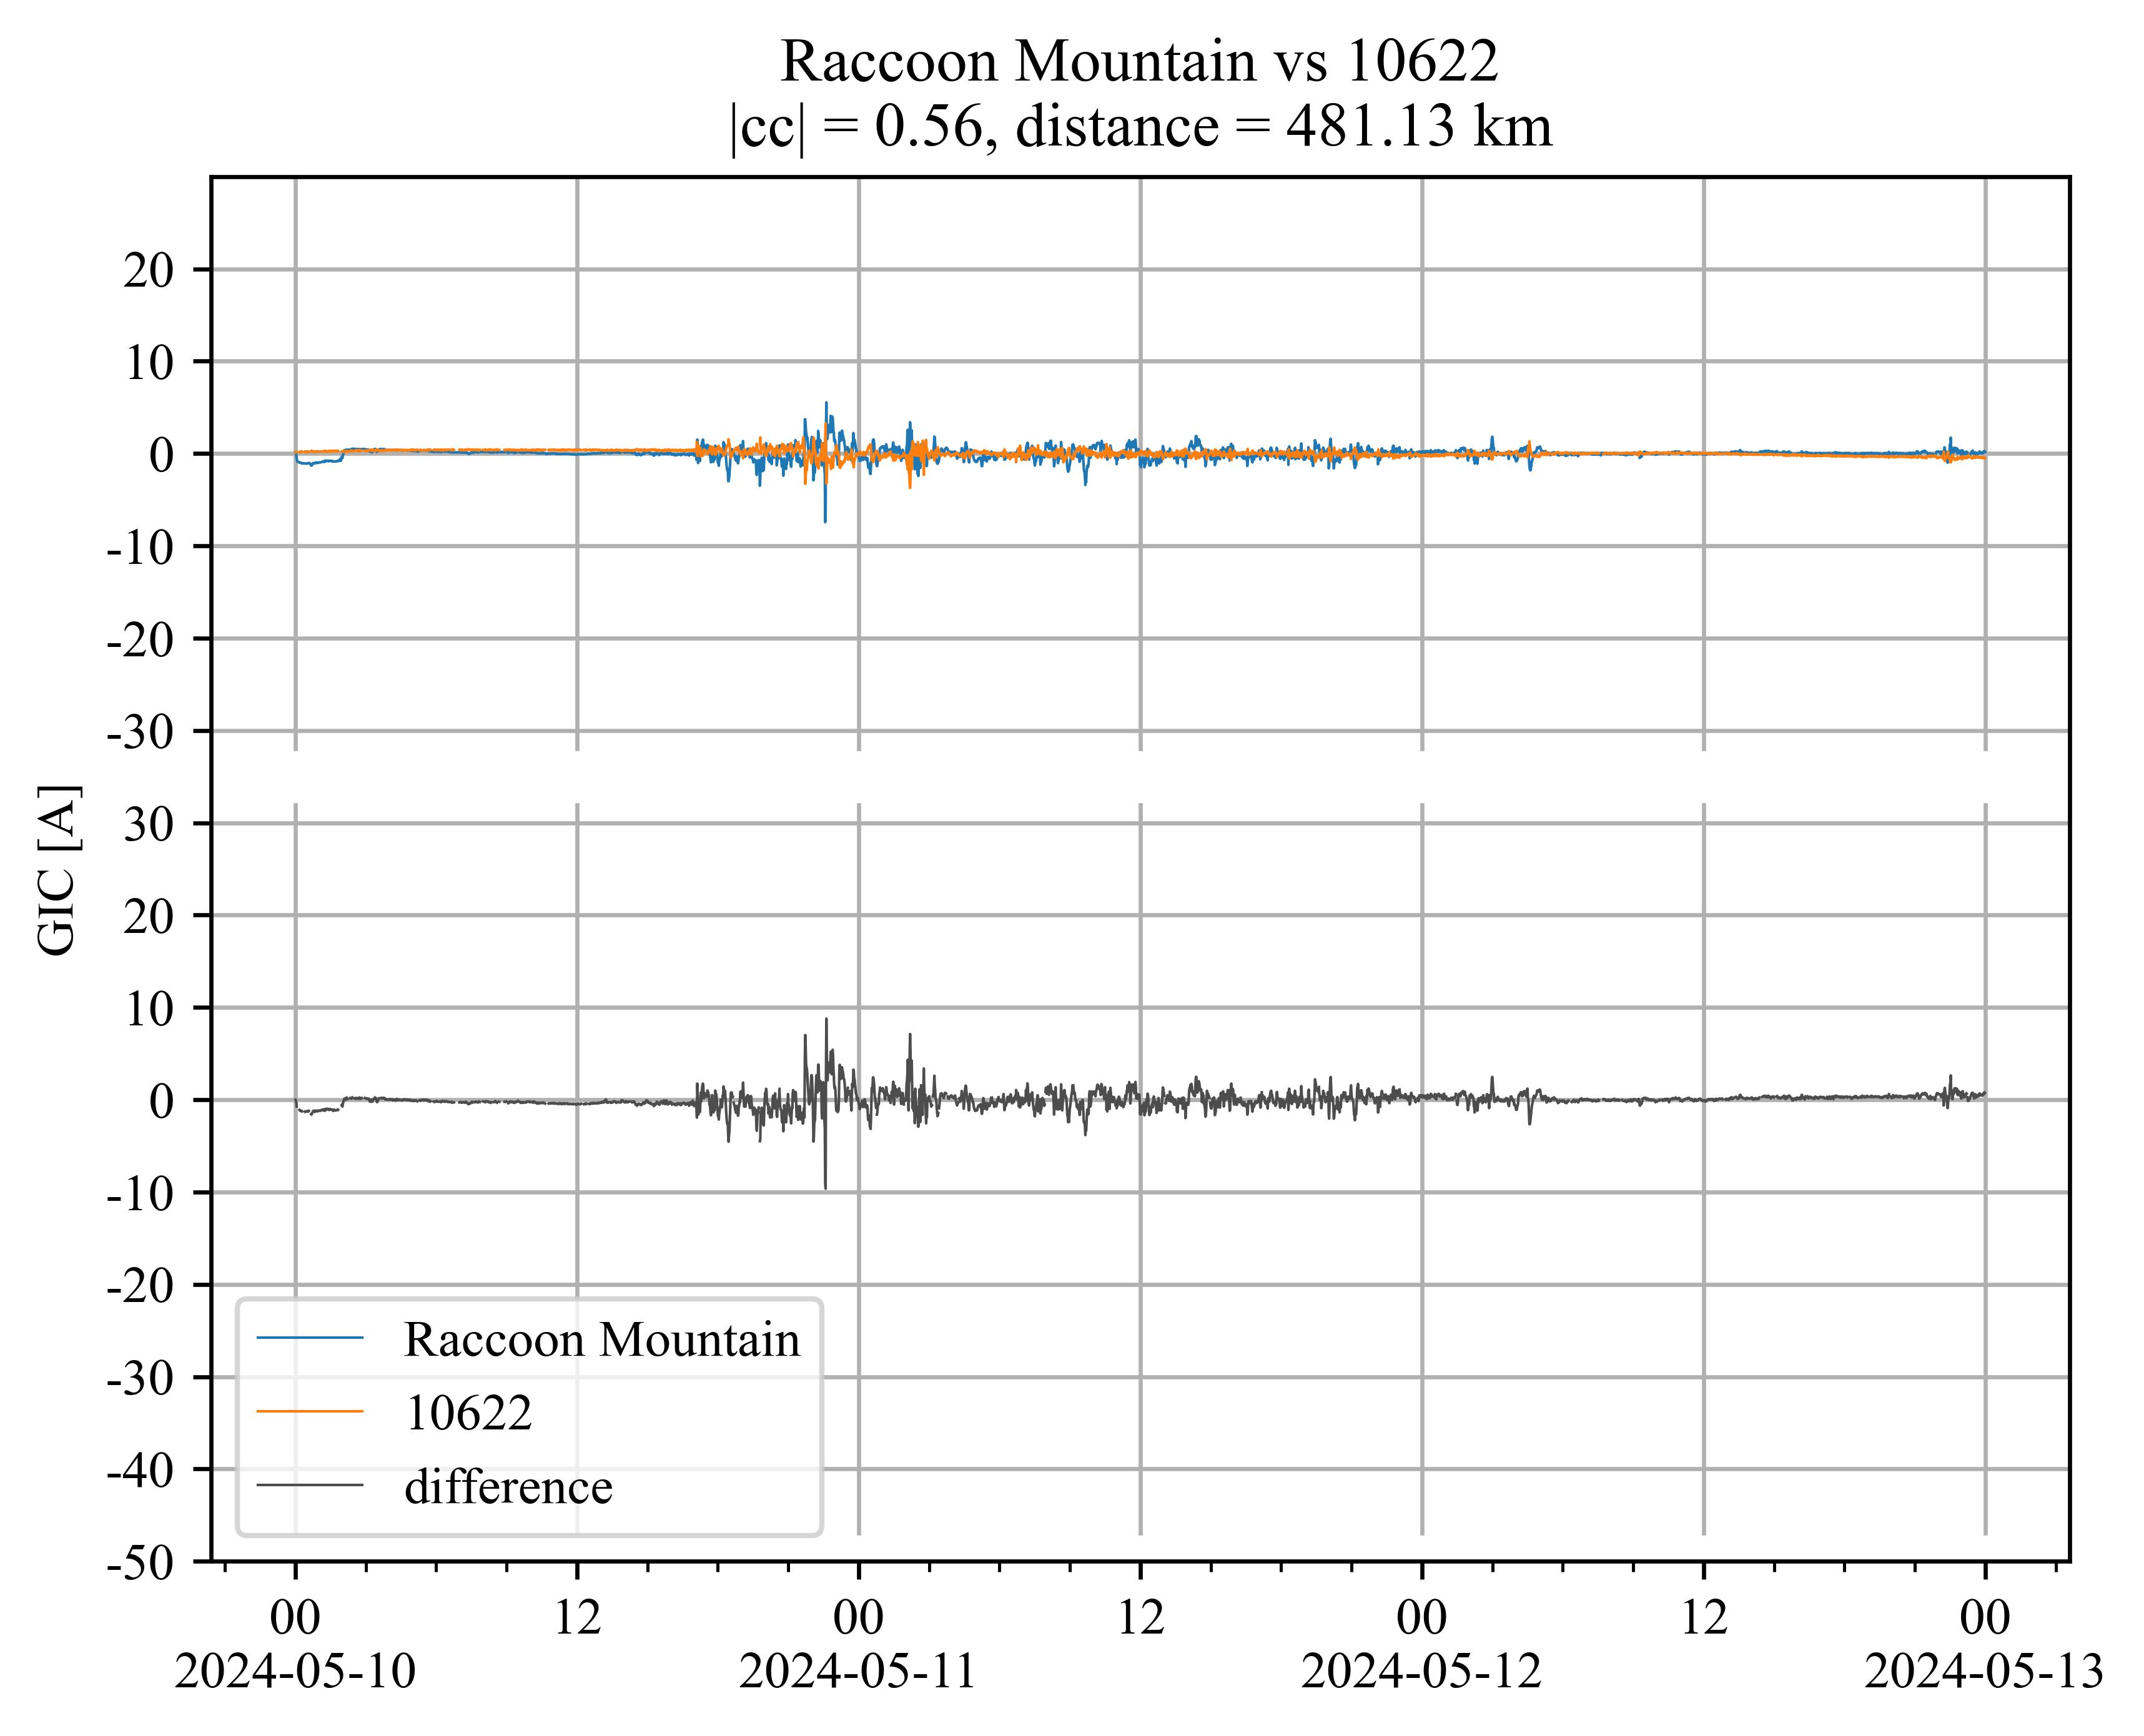 Raccoon Mountain vs 10622
|cc| = 0.56, distance = 481.13 km
20
10
0
-10
-20
-30
GIC [A]
30
20
10
0
-10
-20
-30
-40
-50
Raccoon Mountain
10622
difference
00 12 00 12 00 12 00
2024-05-10 2024-05-11 2024-05-12 2024-05-13